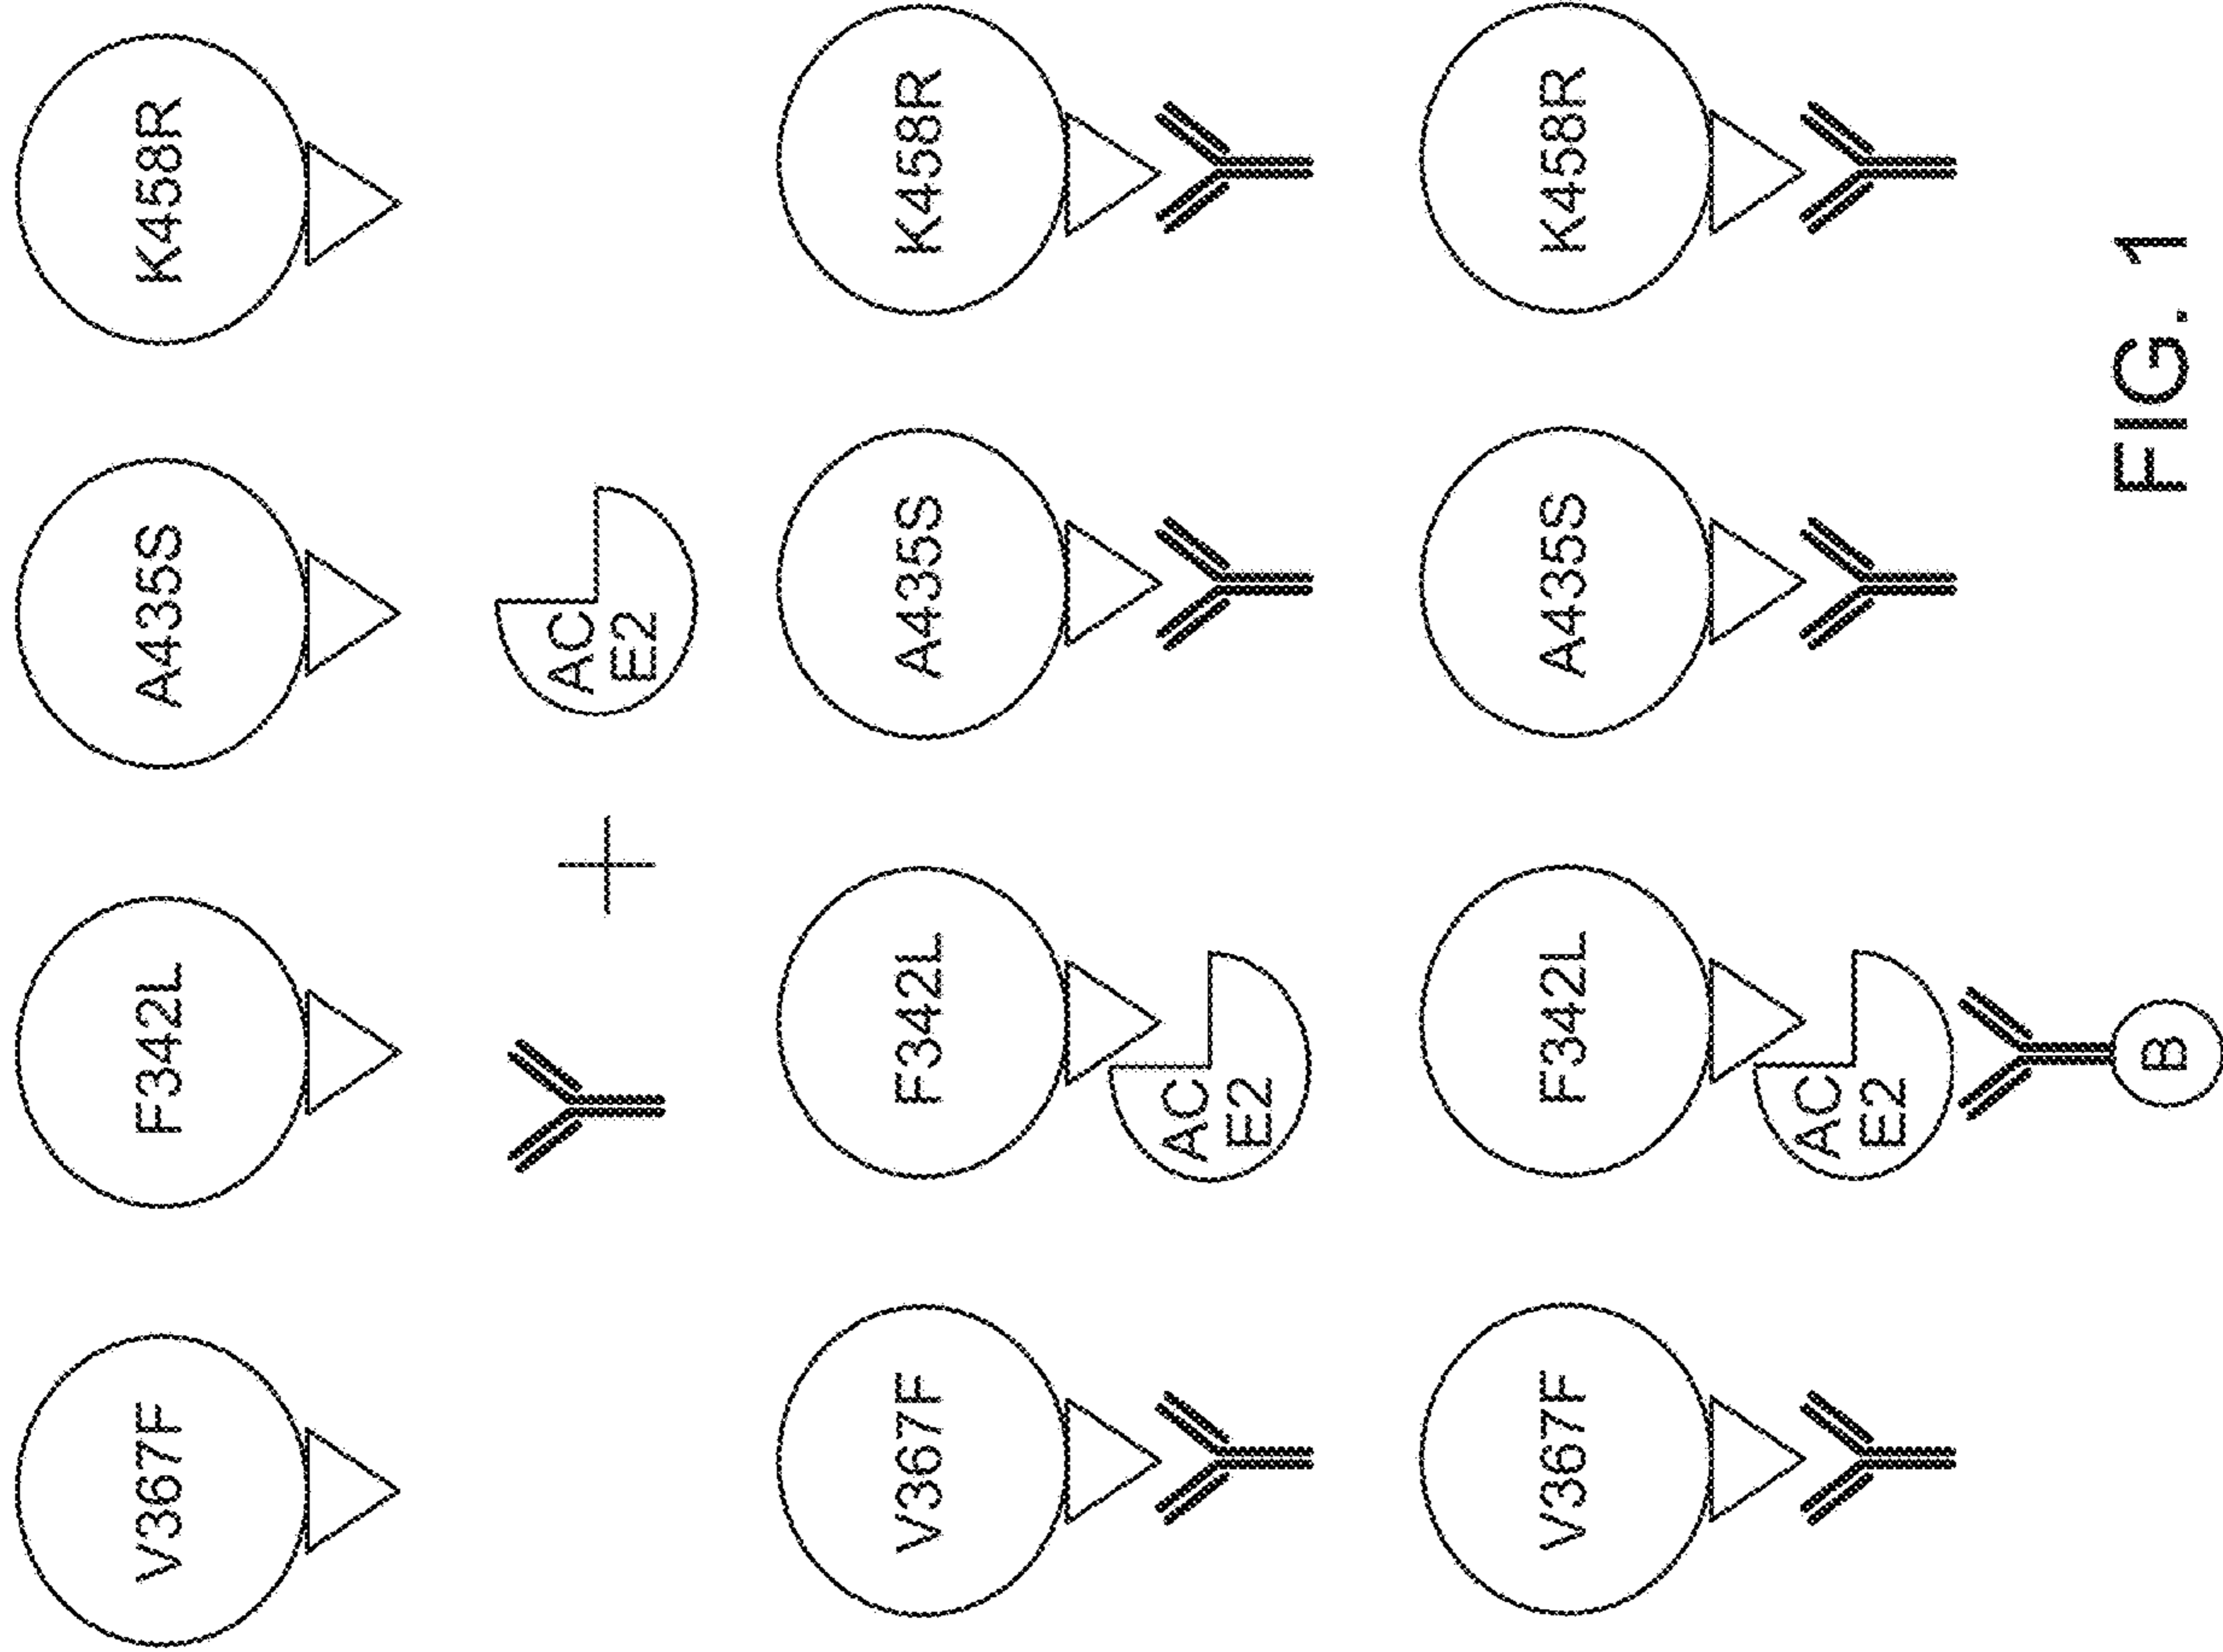 V367F
F342L
A435S
K458R
+
AC
E2
V367F
F342L
A435S
K458R
AC
E2
V367F
F342L
A435S
K458R
AC
E2
B
FIG. 1